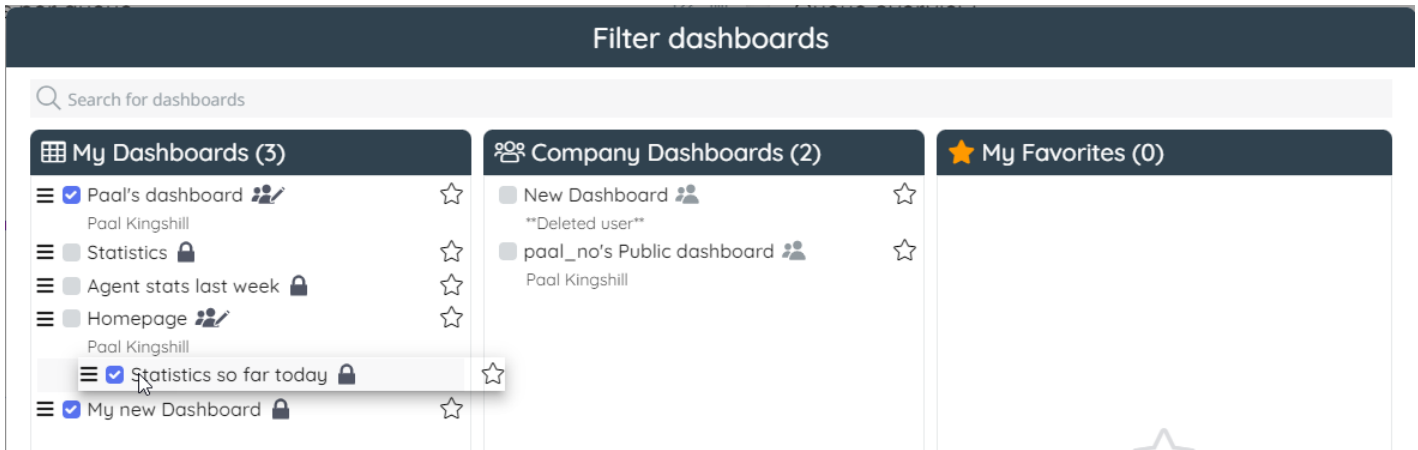 Filter dashboards
Search for dashboards
My Dashboards (3)
Paal's dashboard
Paal Kingshill
Statistics
Agent stats last week
Homepage
Paal Kingshill
Statistics so far today
My new Dashboard
Company Dashboards (2)
New Dashboard
**Deleted user**
paal_no's Public dashboard
Paal Kingshill
My Favorites (0)